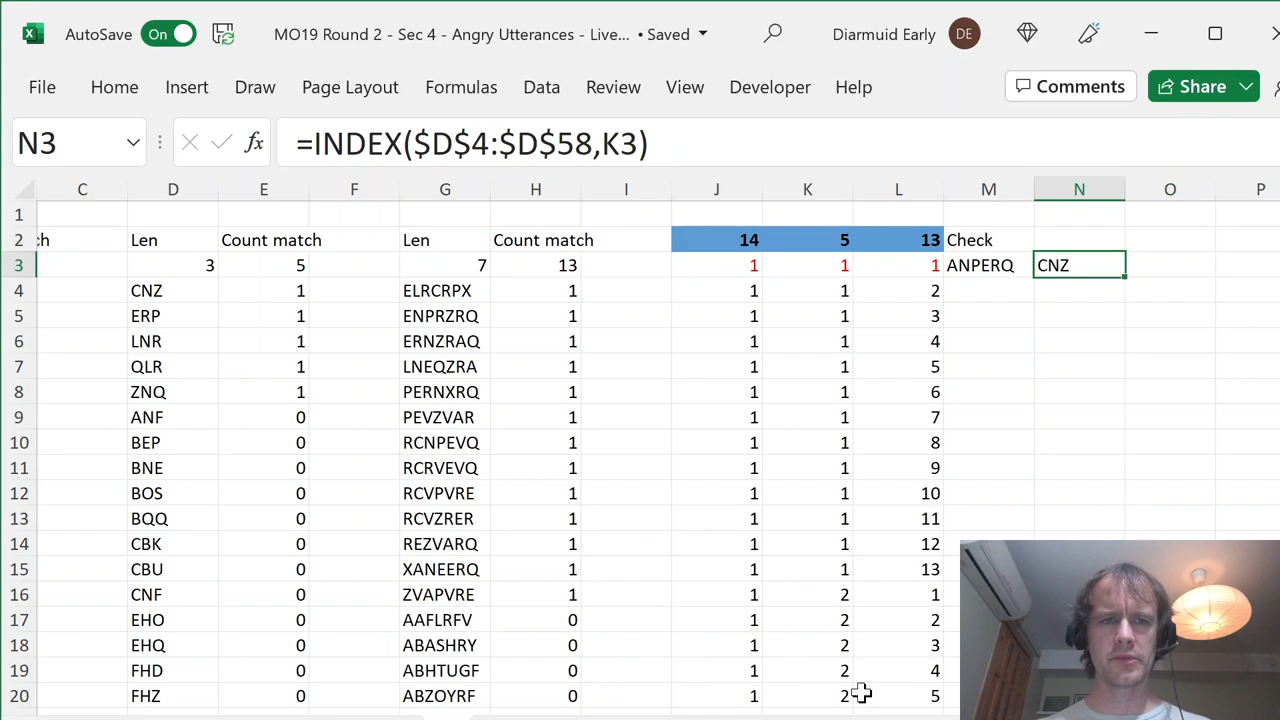 AutoSave On MO19 Round 2 - Sec 4 - Angry Utterances - Live... • Saved Diarmuid Early DE
File Home Insert Draw Page Layout Formulas Data Review View Developer Help Comments Share
N3 fx =INDEX($D$4:$D$58,K3)
C D E F G H I J K L M N O P
1
2 ch Len Count match Len Count match 14 5 13 Check
3 3 5 7 13 1 1 1 ANPERQ CNZ
4 CNZ 1 ELRCRPX 1 1 1 2
5 ERP 1 ENPRZRQ 1 1 1 3
6 LNR 1 ERNZRAQ 1 1 1 4
7 QLR 1 LNEQZRA 1 1 1 5
8 ZNQ 1 PERNXRQ 1 1 1 6
9 ANF 0 PEVZVAR 1 1 1 7
10 BEP 0 RCNPEVQ 1 1 1 8
11 BNE 0 RCRVEVQ 1 1 1 9
12 BOS 0 RCVPVRE 1 1 1 10
13 BQQ 0 RCVZRER 1 1 1 11
14 CBK 0 REZVARQ 1 1 1 12
15 CBU 0 XANEERQ 1 1 1 13
16 CNF 0 ZVAPVRE 1 1 2 1
17 EHO 0 AAFLRFV 0 1 2 2
18 EHQ 0 ABASHRY 0 1 2 3
19 FHD 0 ABHTUGF 0 1 2 4
20 FHZ 0 ABZOYRF 0 1 2 5